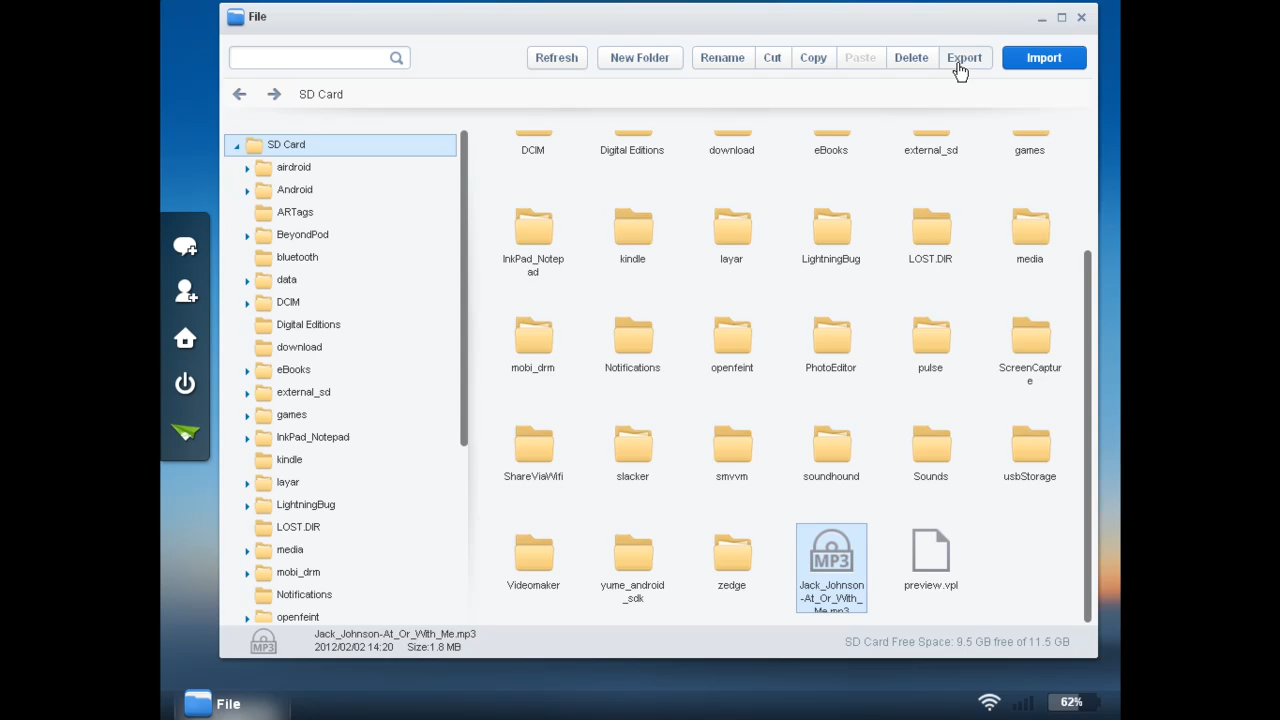 File
Refresh
New Folder
Rename
Cut
Copy
Paste
Delete
Export
Import
SD Card
SD Card
airdroid
Android
ARTags
BeyondPod
bluetooth
data
DCIM
Digital Editions
download
eBooks
external_sd
games
InkPad_Notepad
kindle
layar
LightningBug
LOST.DIR
media
mobi_drm
Notifications
openfeint
DCIM
Digital Editions
download
eBooks
external_sd
games
InkPad_Notep
ad
kindle
layar
LightningBug
LOST.DIR
media
mobi_drm
Notifications
openfeint
PhotoEditor
pulse
ScreenCaptur
e
ShareViaWifi
slacker
smvvm
soundhound
Sounds
usbStorage
Videomaker
yume_android
_sdk
zedge
MP3
Jack_Johnson
-At_Or_With_
Me.mp3
preview.vpl
MP3
Jack_Johnson-At_Or_With_Me.mp3
2012/02/02 14:20 Size:1.8 MB
SD Card Free Space: 9.5 GB free of 11.5 GB
File
62%